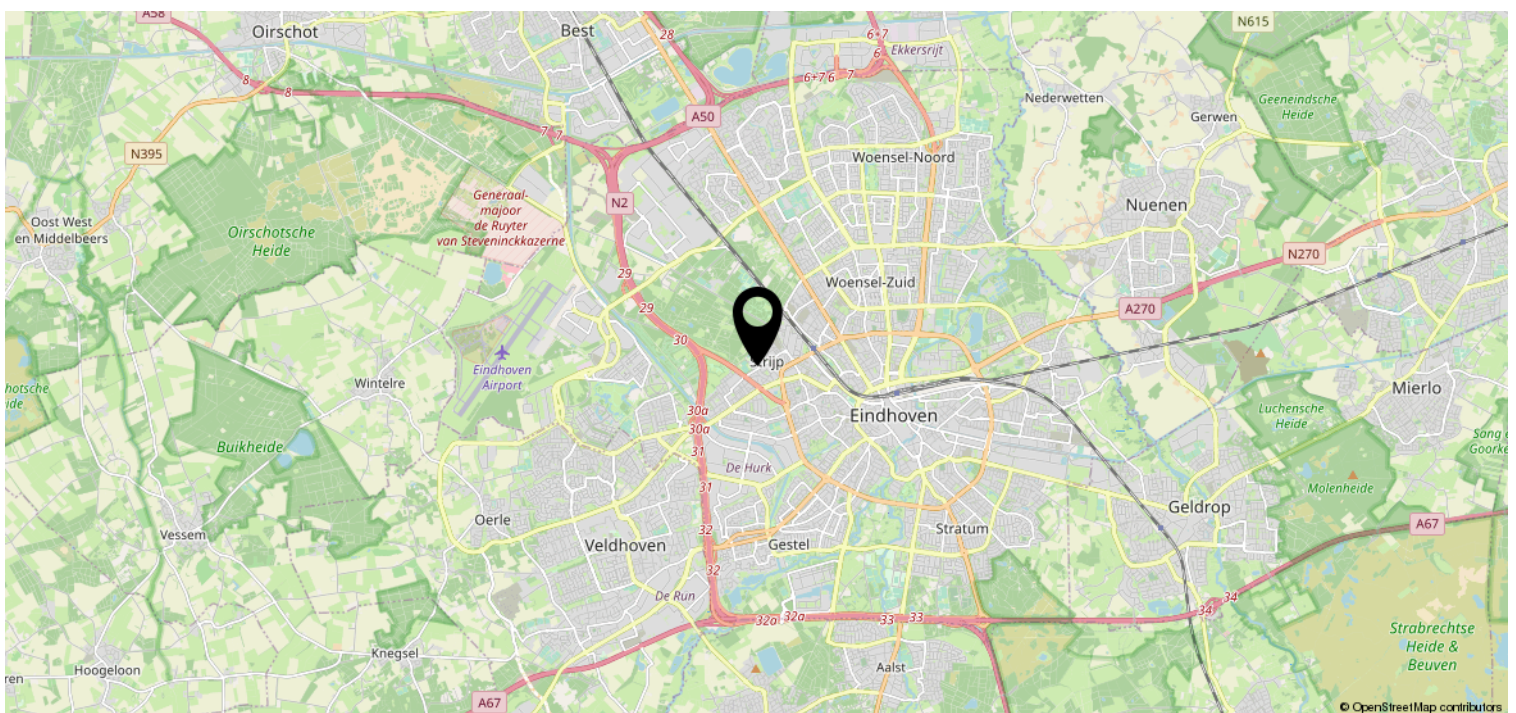 A58
Oirschot
Best
28
6+7
6
Ekkersrijt
N615
8
8
6+7 6
7
Nederwetten
Geeneindsche
Heide
Gerwen
A50
7
7
N395
Woensel-Noord
Generaal-
majoor
de Ruyter
van Steveninckkazerne
N2
Nuenen
Oost West
en Middelbeers
Oirschotsche
Heide
N270
29
Woensel-Zuid
29
A270
30
Strijp
Eindhoven
Airport
Wintelre
Mierlo
30a
30a
Eindhoven
Luchensche
Heide
Buikheide
31
De Hurk
31
Molenheide
Geldrop
Oerle
32
Stratum
A67
Vessem
Veldhoven
Gestel
32
De Run
34
34
32a
32a
33
33
Strabrechtse
Heide &
Beuven
Knegsel
Hoogeloon
Aalst
A67
© OpenStreetMap contributors